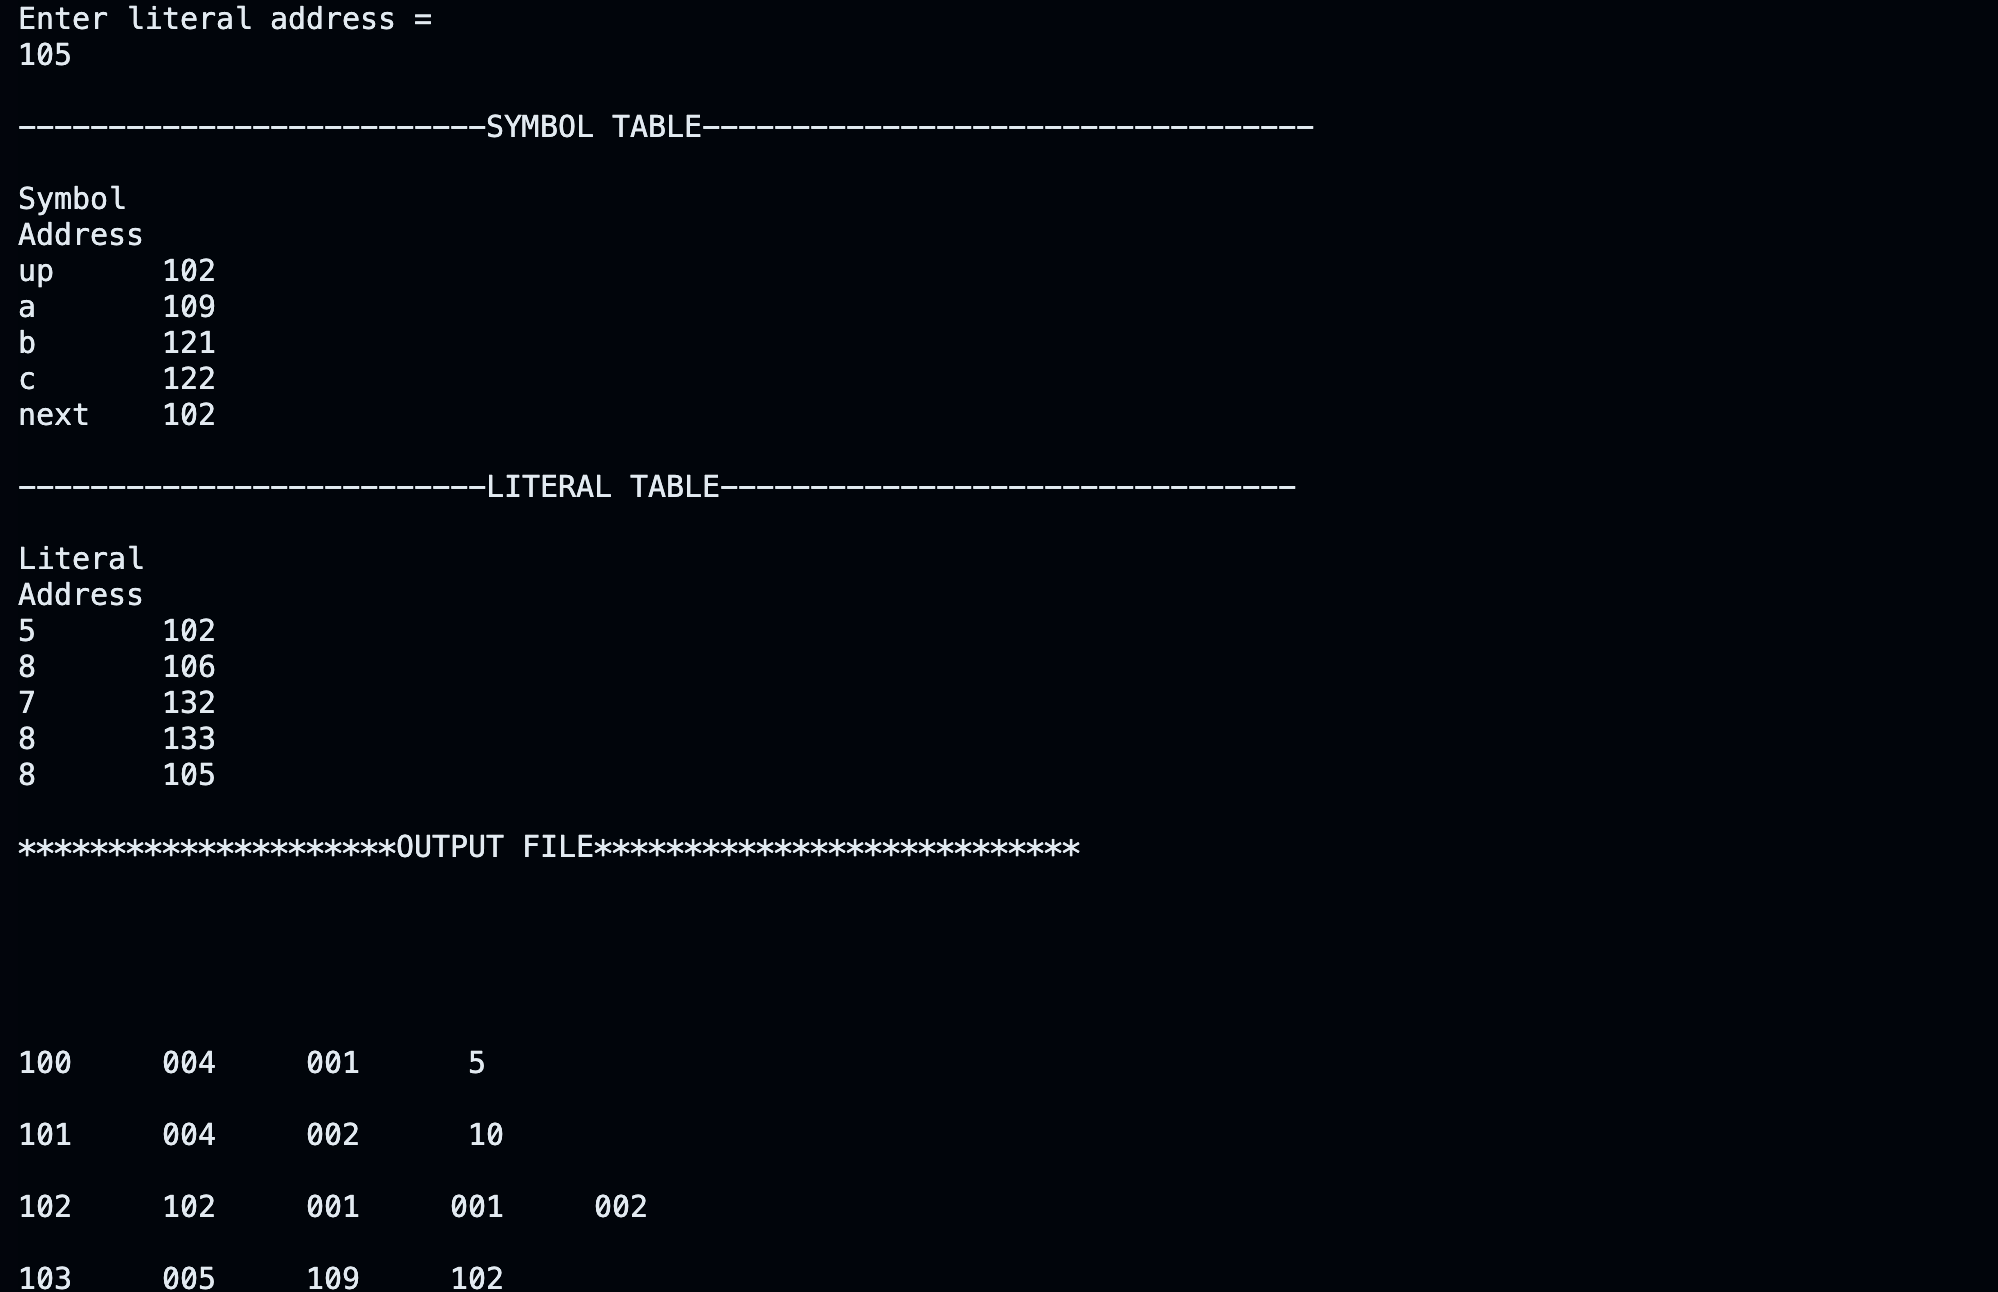 Enter literal address =
105
--------------------------SYMBOL TABLE----------------------------------
Symbol
Address
up      102
a       109
b       121
c       122
next    102
--------------------------LITERAL TABLE--------------------------------
Literal
Address
5       102
8       106
7       132
8       133
8       105
*********************OUTPUT FILE***************************
100     004     001      5
101     004     002      10
102     102     001     001     002
103     005     109     102